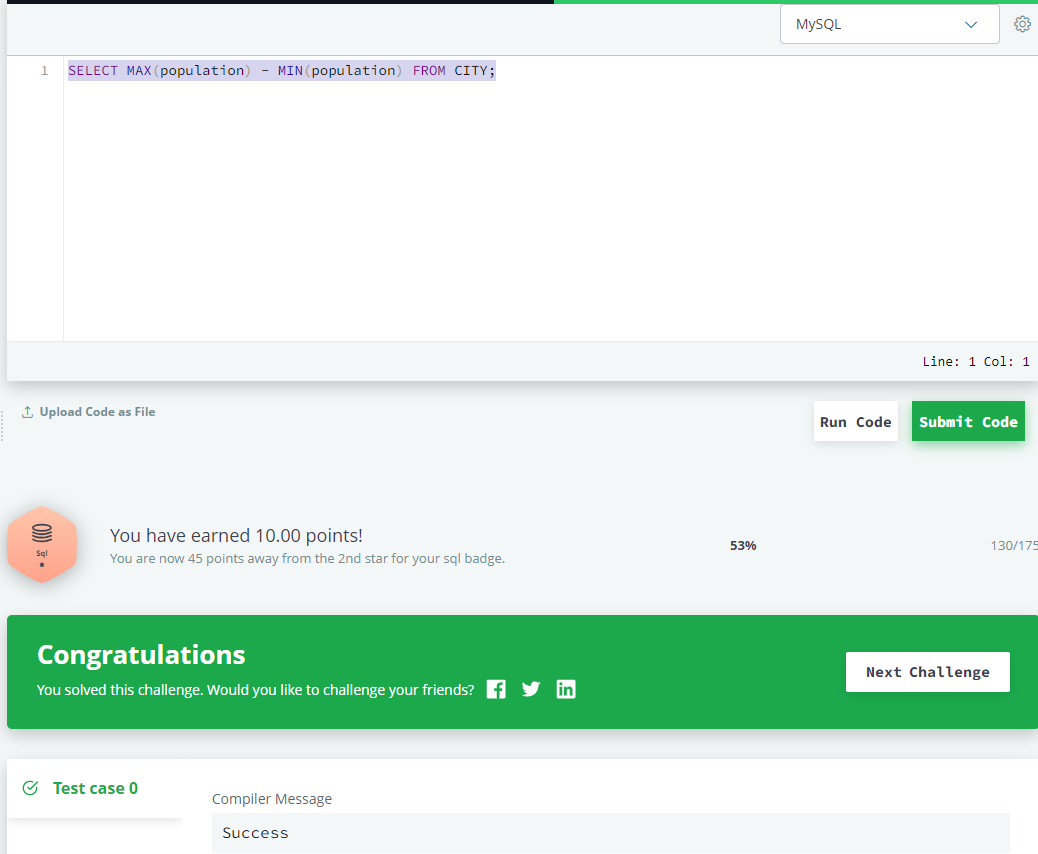 MySQL
1 SELECT MAX(population) - MIN(population) FROM CITY;
Line: 1 Col: 1
Upload Code as File
Run Code
Submit Code
Sql
You have earned 10.00 points!
You are now 45 points away from the 2nd star for your sql badge.
53%
130/175
Congratulations
You solved this challenge. Would you like to challenge your friends?
Next Challenge
Test case 0
Compiler Message
Success